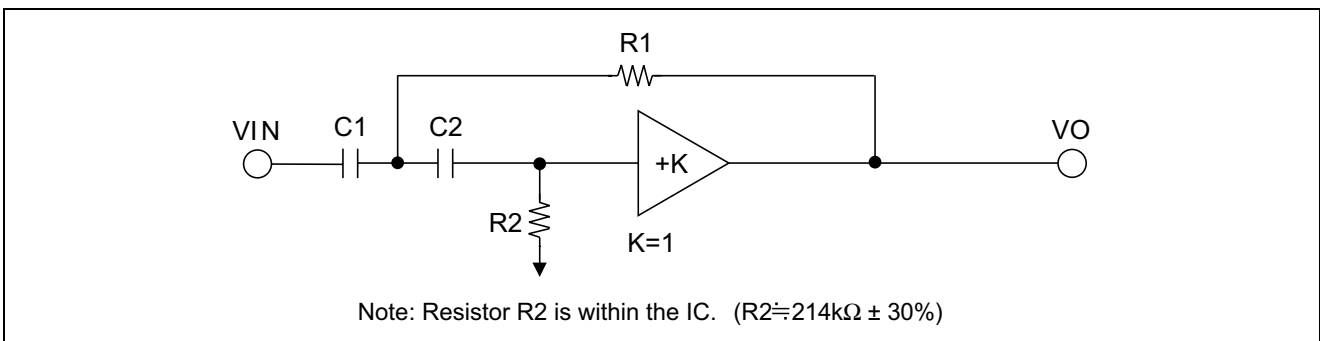 R1
VIN
C1
C2
VO
+K
R2
K=1
Note: Resistor R2 is within the IC. (R2≒214kΩ ± 30%)